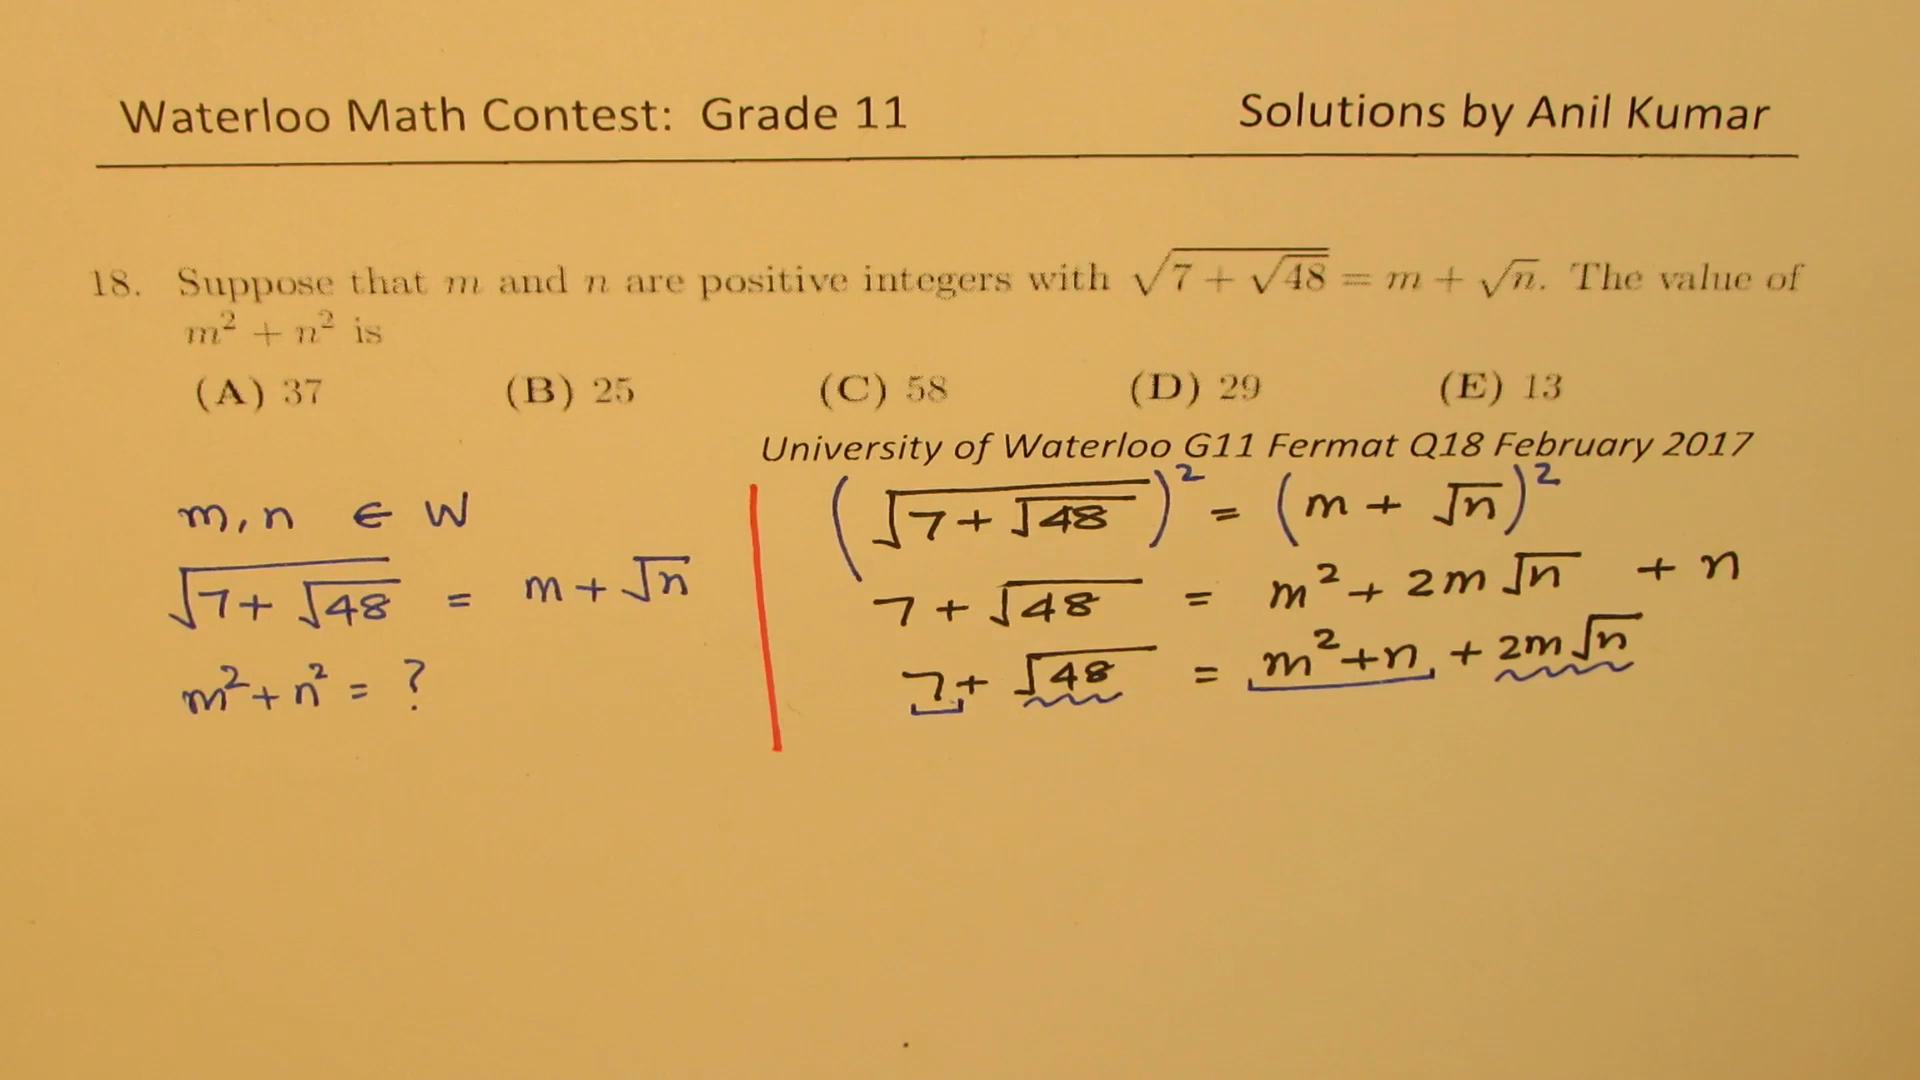 Waterloo Math Contest: Grade 11 Solutions by Anil Kumar
18. Suppose that m and n are positive integers with √(7 + √48) = m + √n. The value of
m² + n² is
(A) 37 (B) 25 (C) 58 (D) 29 (E) 13
University of Waterloo G11 Fermat Q18 February 2017
m, n ∈ W
√(7 + √48) = m + √n
m² + n² = ?
(√(7 + √48))² = (m + √n)²
7 + √48 = m² + 2m√n + n
7 + √48 = m² + n + 2m√n